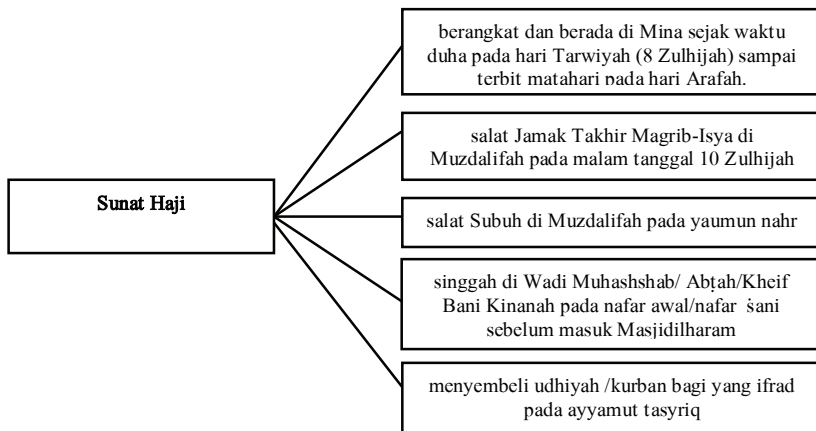 Sunat Haji
berangkat dan berada di Mina sejak waktu
duha pada hari Tarwiyah (8 Zulhijah) sampai
terbit matahari pada hari Arafah.
salat Jamak Takhir Magrib-Isya di
Muzdalifah pada malam tanggal 10 Zulhijah
salat Subuh di Muzdalifah pada yaumun nahr
singgah di Wadi Muhashshab/ Abṭah/Kheif
Bani Kinanah pada nafar awal/nafar ṡani
sebelum masuk Masjidilharam
menyembeli udhiyah /kurban bagi yang ifrad
pada ayyamut tasyriq